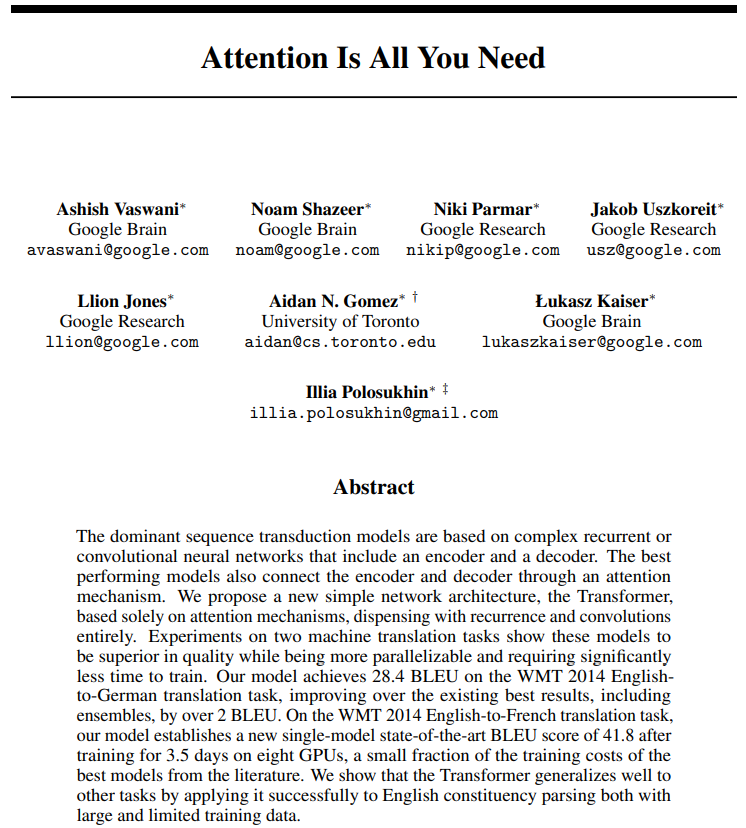 Attention Is All You Need
Ashish Vaswani* Noam Shazeer* Niki Parmar* Jakob Uszkoreit*
Google Brain Google Brain Google Research Google Research
avaswani@google.com noam@google.com nikip@google.com usz@google.com
Llion Jones* Aidan N. Gomez* † Łukasz Kaiser*
Google Research University of Toronto Google Brain
llion@google.com aidan@cs.toronto.edu lukaszkaiser@google.com
Illia Polosukhin* ‡
illia.polosukhin@gmail.com
Abstract
The dominant sequence transduction models are based on complex recurrent or
convolutional neural networks that include an encoder and a decoder. The best
performing models also connect the encoder and decoder through an attention
mechanism. We propose a new simple network architecture, the Transformer,
based solely on attention mechanisms, dispensing with recurrence and convolutions
entirely. Experiments on two machine translation tasks show these models to
be superior in quality while being more parallelizable and requiring significantly
less time to train. Our model achieves 28.4 BLEU on the WMT 2014 English-
to-German translation task, improving over the existing best results, including
ensembles, by over 2 BLEU. On the WMT 2014 English-to-French translation task,
our model establishes a new single-model state-of-the-art BLEU score of 41.8 after
training for 3.5 days on eight GPUs, a small fraction of the training costs of the
best models from the literature. We show that the Transformer generalizes well to
other tasks by applying it successfully to English constituency parsing both with
large and limited training data.